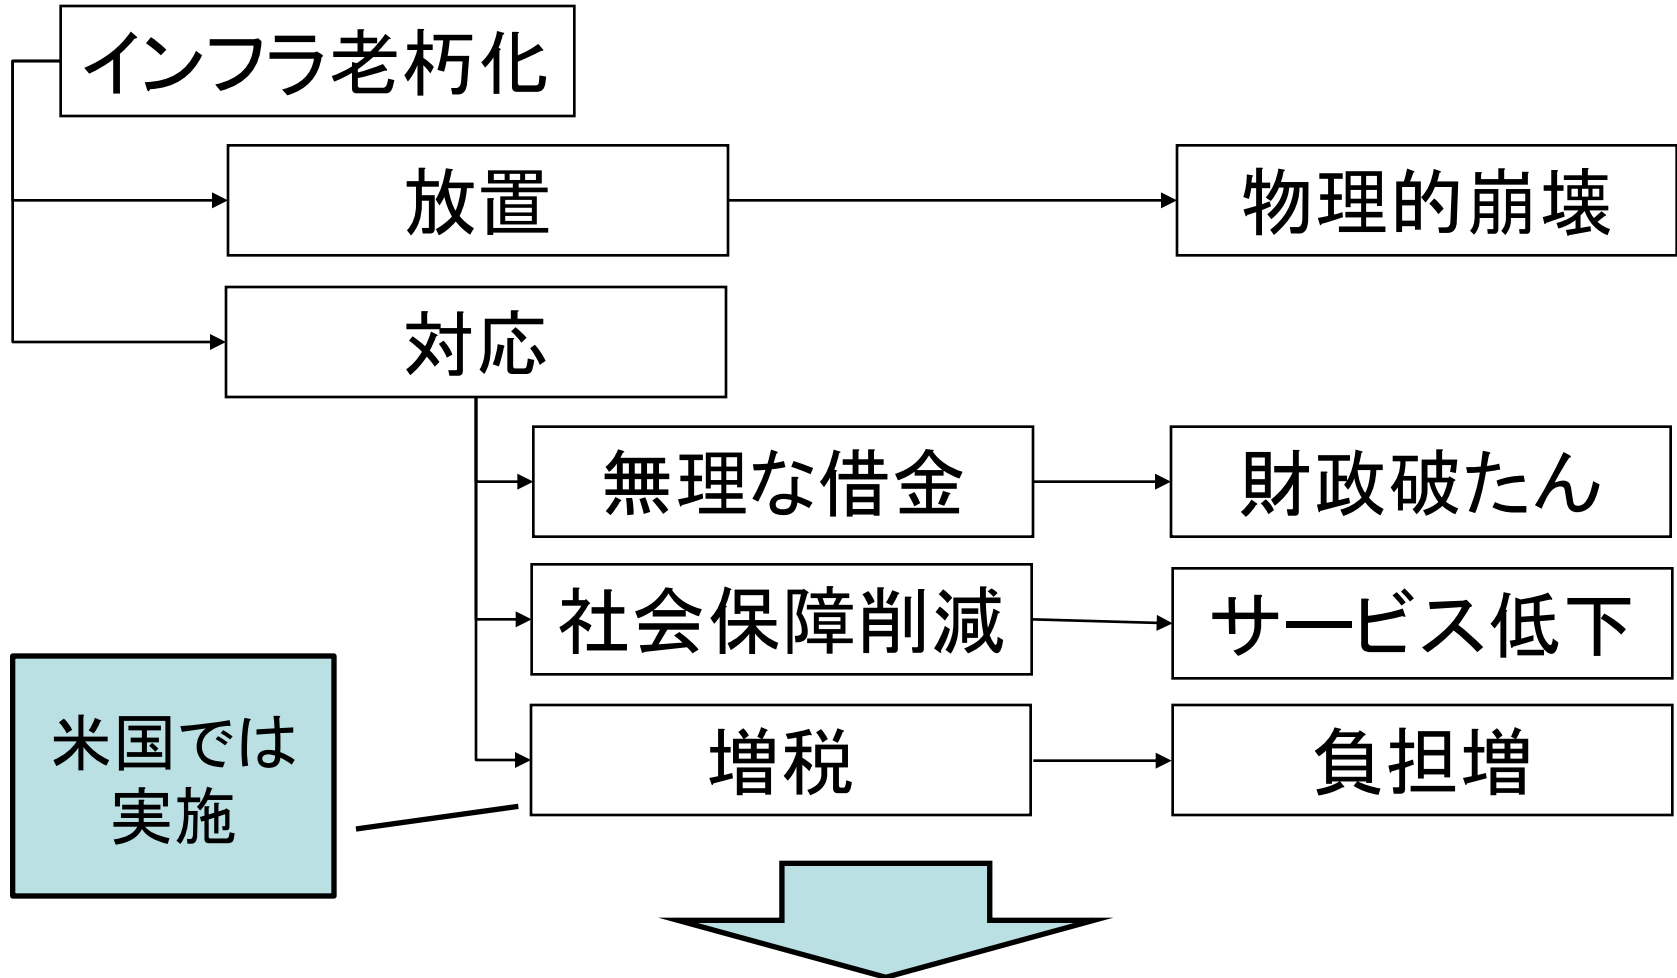 インフラ老朽化
放置
物理的崩壊
対応
無理な借金
財政破たん
社会保障削減
サービス低下
増税
負担増
米国では
実施